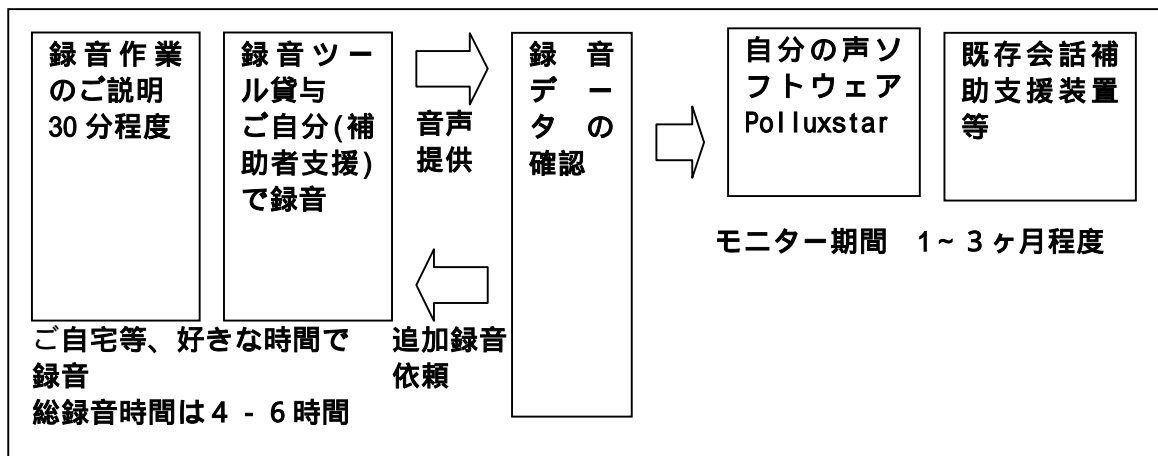 録音作業
のご説明
30分程度
録音ツー
ル貸与
ご自分(補
助者支援)
で録音
音声
提供
録音
デー
タの
確認
自分の声ソ
フトウェア
Polluxstar
既存会話補
助支援装置
等
モニター期間 1~3ヶ月程度
ご自宅等、好きな時間で
録音
総録音時間は4-6時間
追加録音
依頼